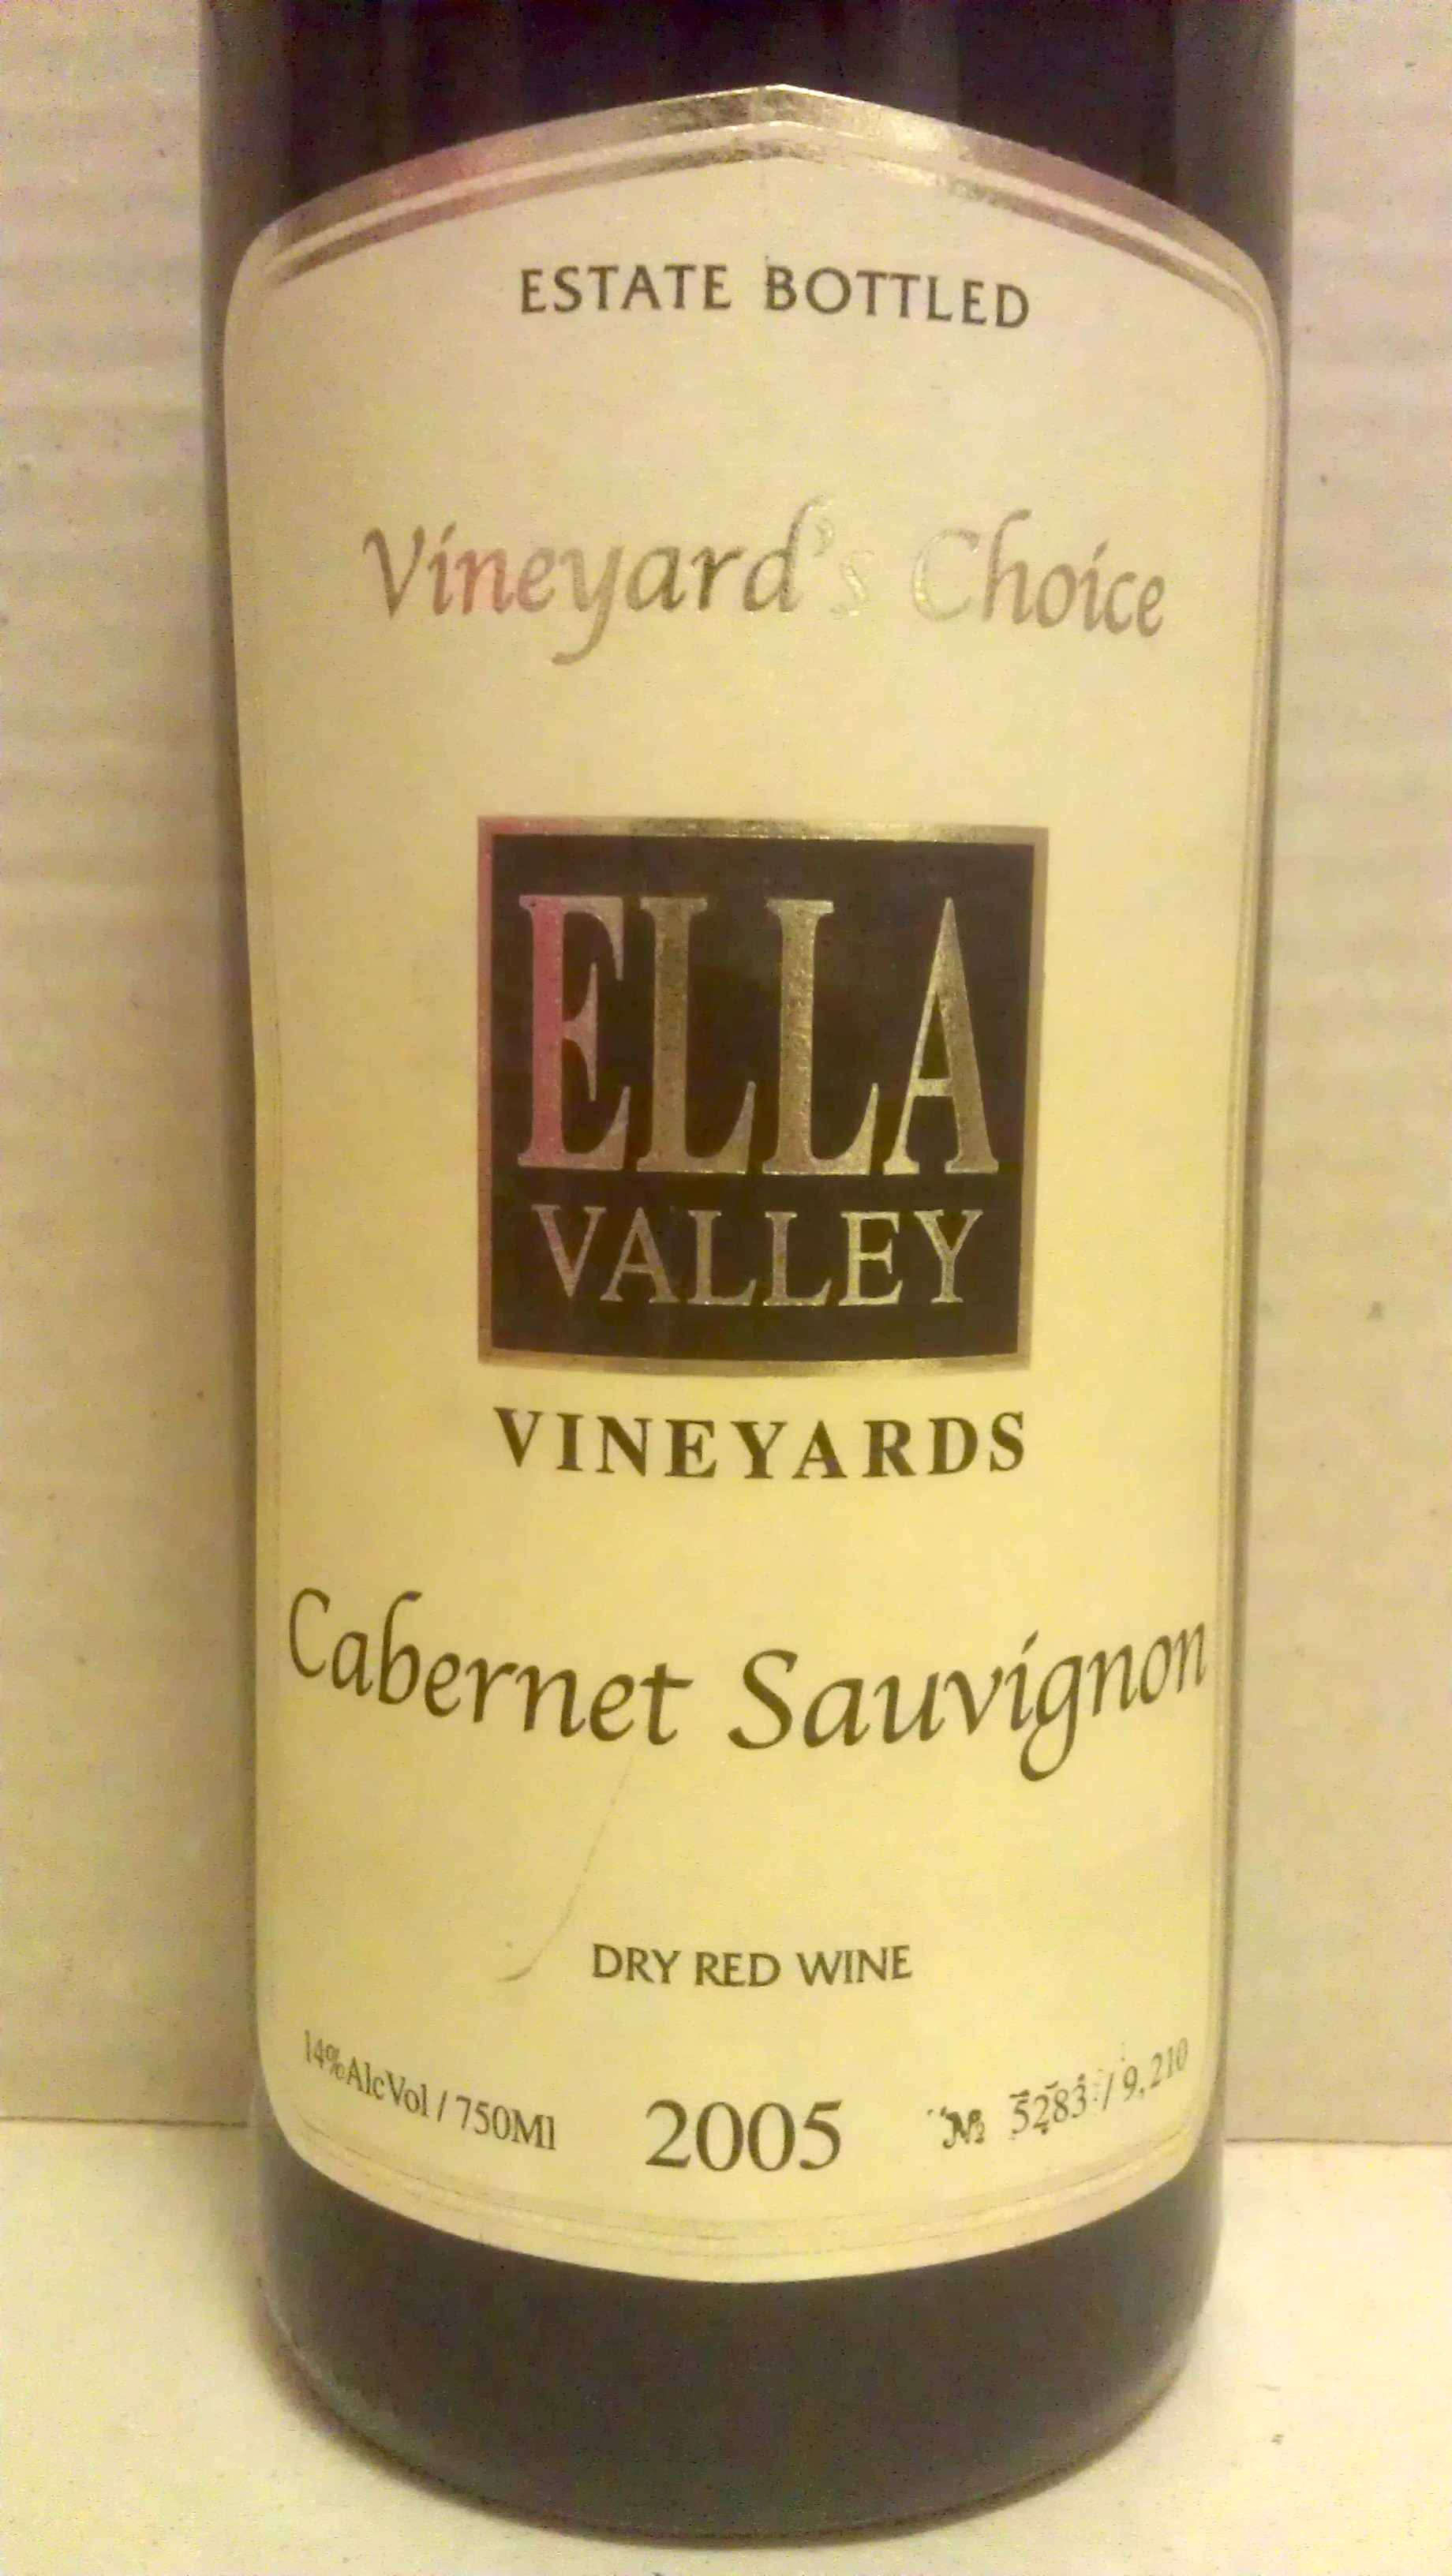 ESTATE BOTTLED
Vineyard's Choice
ELLA
VALLEY
VINEYARDS
Cabernet Sauvignon
DRY RED WINE
14%AlcVol / 750Ml
2005
№ 5283 / 9,210